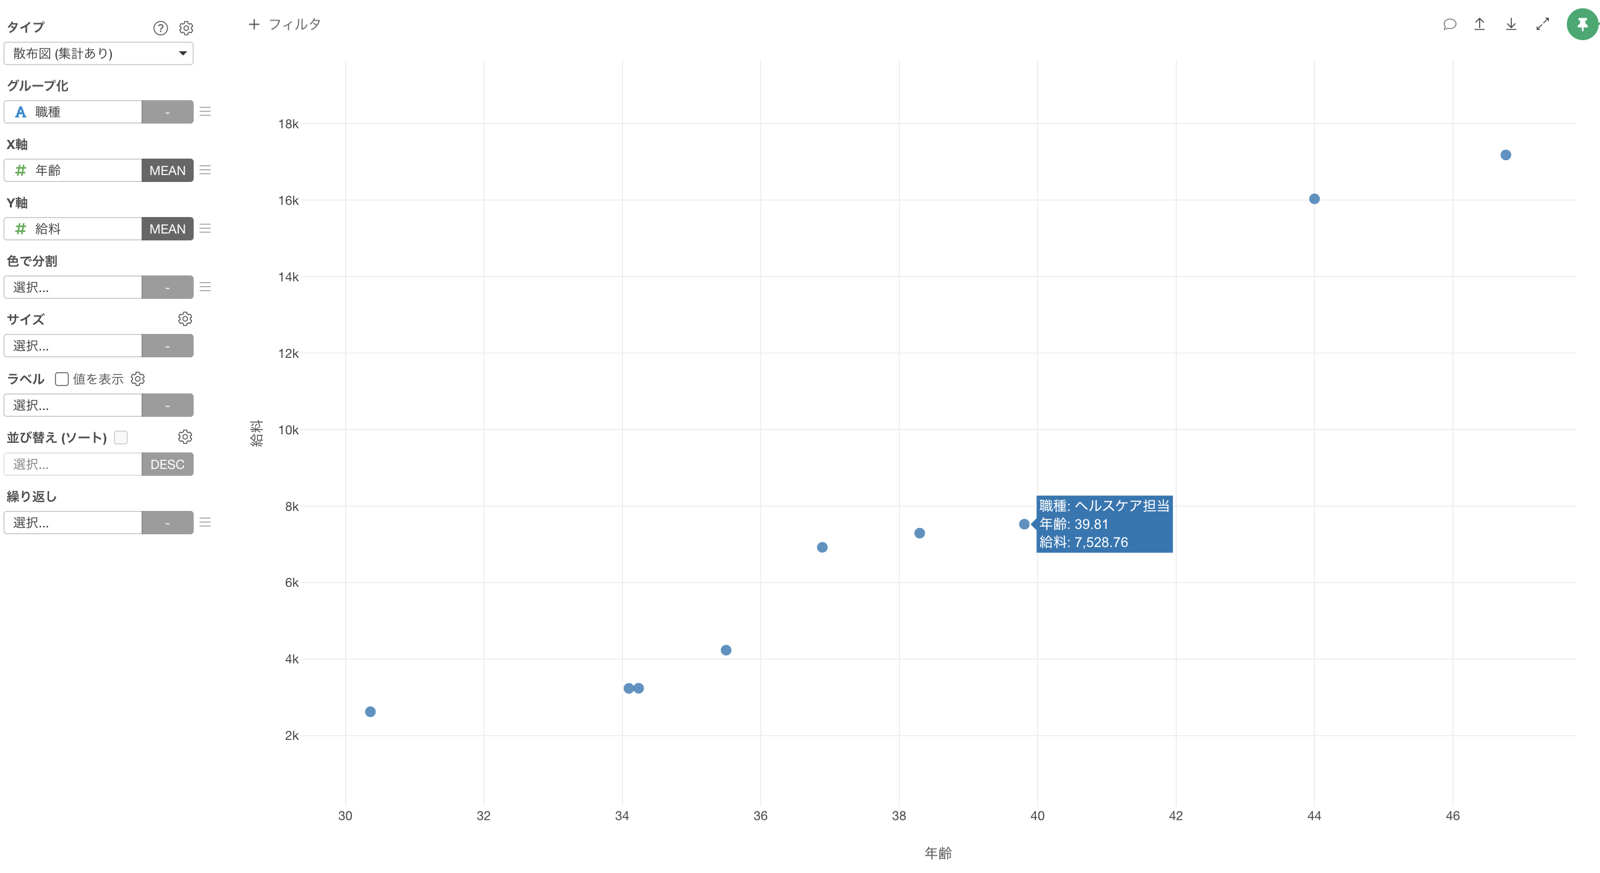 タイプ
散布図 (集計あり)
グループ化
A 職種 -
X軸
# 年齢 MEAN
Y軸
# 給料 MEAN
色で分割
選択... -
サイズ
選択... -
ラベル 値を表示
選択... -
並び替え (ソート)
選択... DESC
繰り返し
選択... -
+ フィルタ
給料
18k
16k
14k
12k
10k
8k
6k
4k
2k
職種: ヘルスケア担当
年齢: 39.81
給料: 7,528.76
30 32 34 36 38 40 42 44 46
年齢